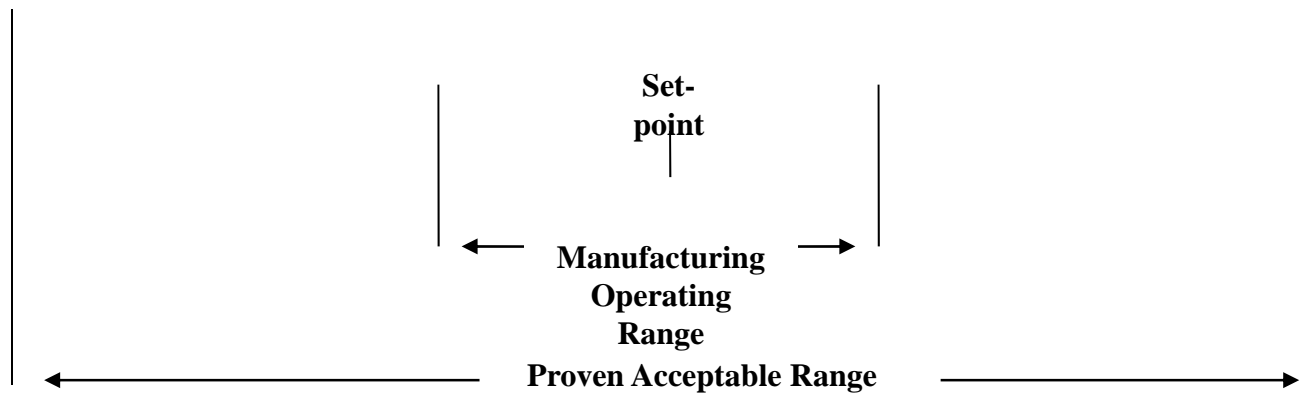 Set-
point
Manufacturing
Operating
Range
Proven Acceptable Range